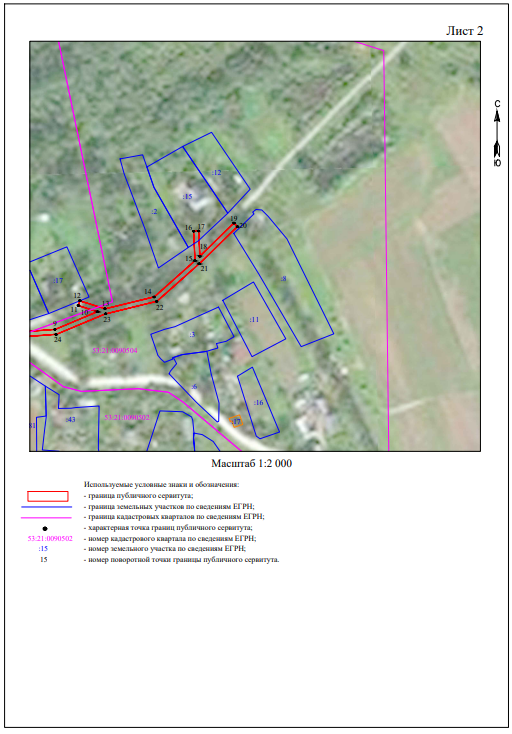 Лист 2
С
Ю
:12
:15
:2
16
17
19
20
18
15
21
:17
:8
12
14
11
10
13
22
23
:11
9
24
:3
53:21:0090504
:6
:16
53:21:0090502
:43
:17
Масштаб 1:2 000
Используемые условные знаки и обозначения:
- граница публичного сервитута;
- граница земельных участков по сведениям ЕГРН;
- граница кадастровых кварталов по сведениям ЕГРН;
- характерная точка границ публичного сервитута;
53:21:0090502 - номер кадастрового квартала по сведениям ЕГРН;
:15 - номер земельного участка по сведениям ЕГРН;
15 - номер поворотной точки границы публичного сервитута.